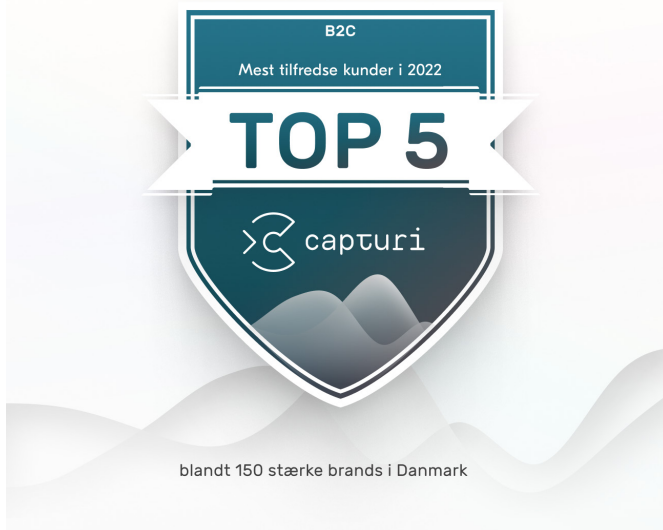 B2C
Mest tilfredse kunder i 2022
TOP 5
capturi
blandt 150 stærke brands i Danmark